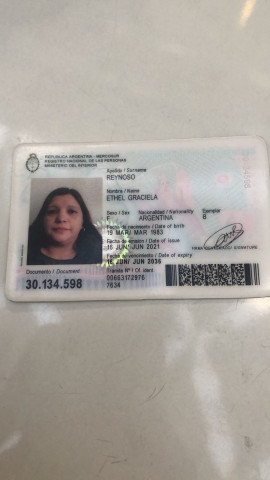 REPUBLICA ARGENTINA - MERCOSUR
REGISTRO NACIONAL DE LAS PERSONAS
MINISTERIO DEL INTERIOR
Apellido / Surname
REYNOSO
Nombre / Name
ETHEL GRACIELA
Sexo / Sex Nacionalidad / Nationality Ejemplar
F ARGENTINA B
Fecha de nacimiento / Date of birth
19 MAR/ MAR 1983
Fecha de emisión / Date of issue
16 JUN/ JUN 2021
Fecha de vencimiento / Date of expiry
16 JUN/ JUN 2036
FIRMA IDENTIFICADO / SIGNATURE
Documento / Document
30.134.598
Trámite Nº / Of. ident.
00663172976
7634